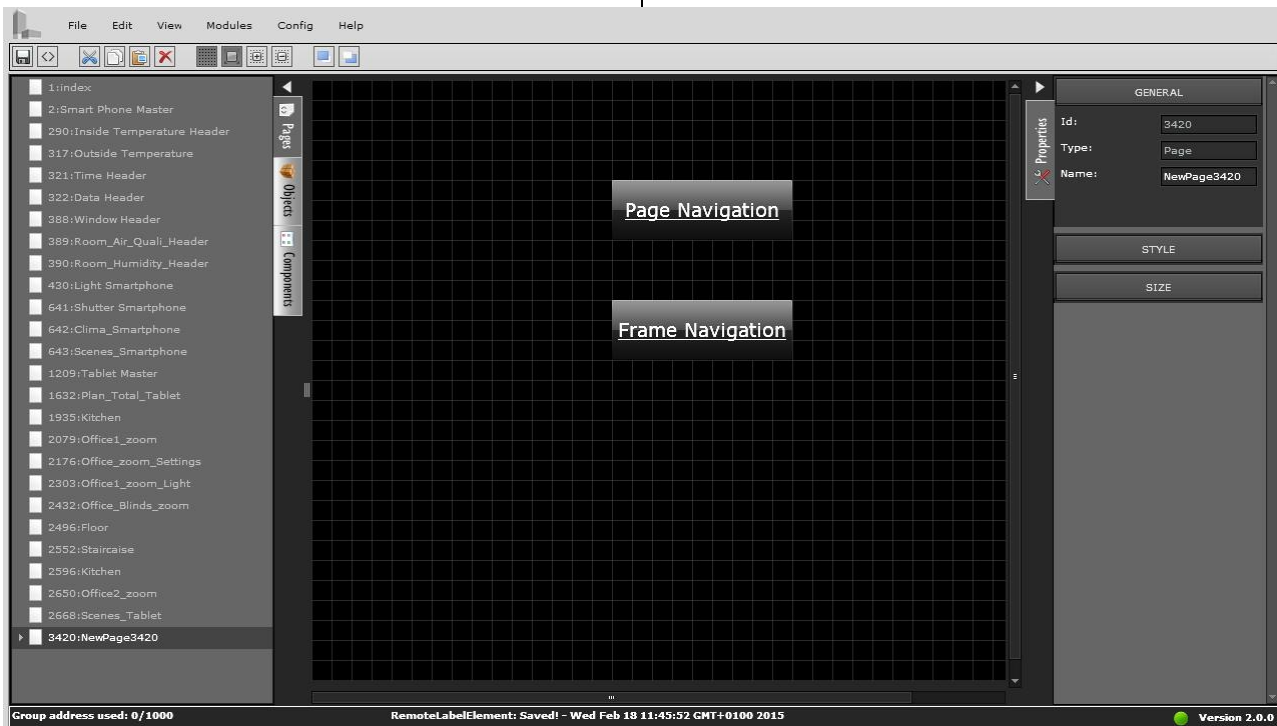 File Edit View Modules Config Help
1:index
2:Smart Phone Master
290:Inside Temperature Header
317:Outside Temperature
321:Time Header
322:Data Header
388:Window Header
389:Room_Air_Quali_Header
390:Room_Humidity_Header
430:Light Smartphone
641:Shutter Smartphone
642:Clima_Smartphone
643:Scenes_Smartphone
1209:Tablet Master
1632:Plan_Total_Tablet
1935:Kitchen
2079:Office1_zoom
2176:Office_zoom_Settings
2303:Office1_zoom_Light
2432:Office_Blinds_zoom
2496:Floor
2552:Staircaise
2596:Kitchen
2650:Office2_zoom
2668:Scenes_Tablet
3420:NewPage3420
Pages
Objects
Components
Page Navigation
Frame Navigation
Properties
GENERAL
Id: 3420
Type: Page
Name: NewPage3420
STYLE
SIZE
Group address used: 0/1000
RemoteLabelElement: Saved! - Wed Feb 18 11:45:52 GMT+0100 2015
Version 2.0.0